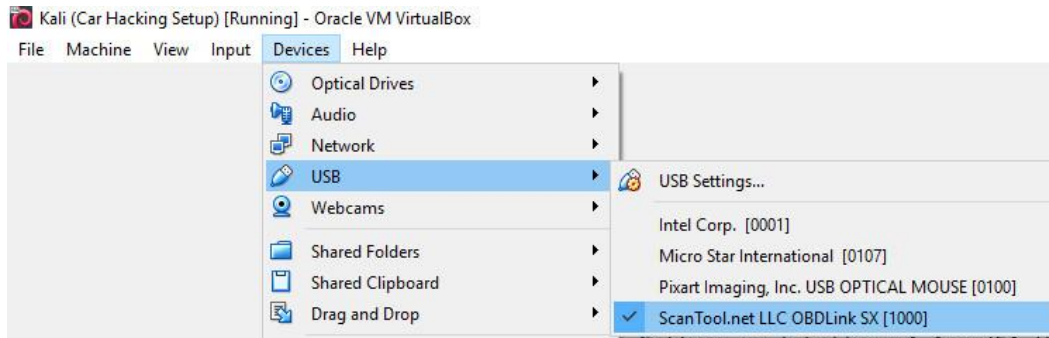 Kali (Car Hacking Setup) [Running] - Oracle VM VirtualBox
File Machine View Input Devices Help
Optical Drives
Audio
Network
USB
Webcams
Shared Folders
Shared Clipboard
Drag and Drop
USB Settings...
Intel Corp. [0001]
Micro Star International [0107]
Pixart Imaging, Inc. USB OPTICAL MOUSE [0100]
ScanTool.net LLC OBDLink SX [1000]